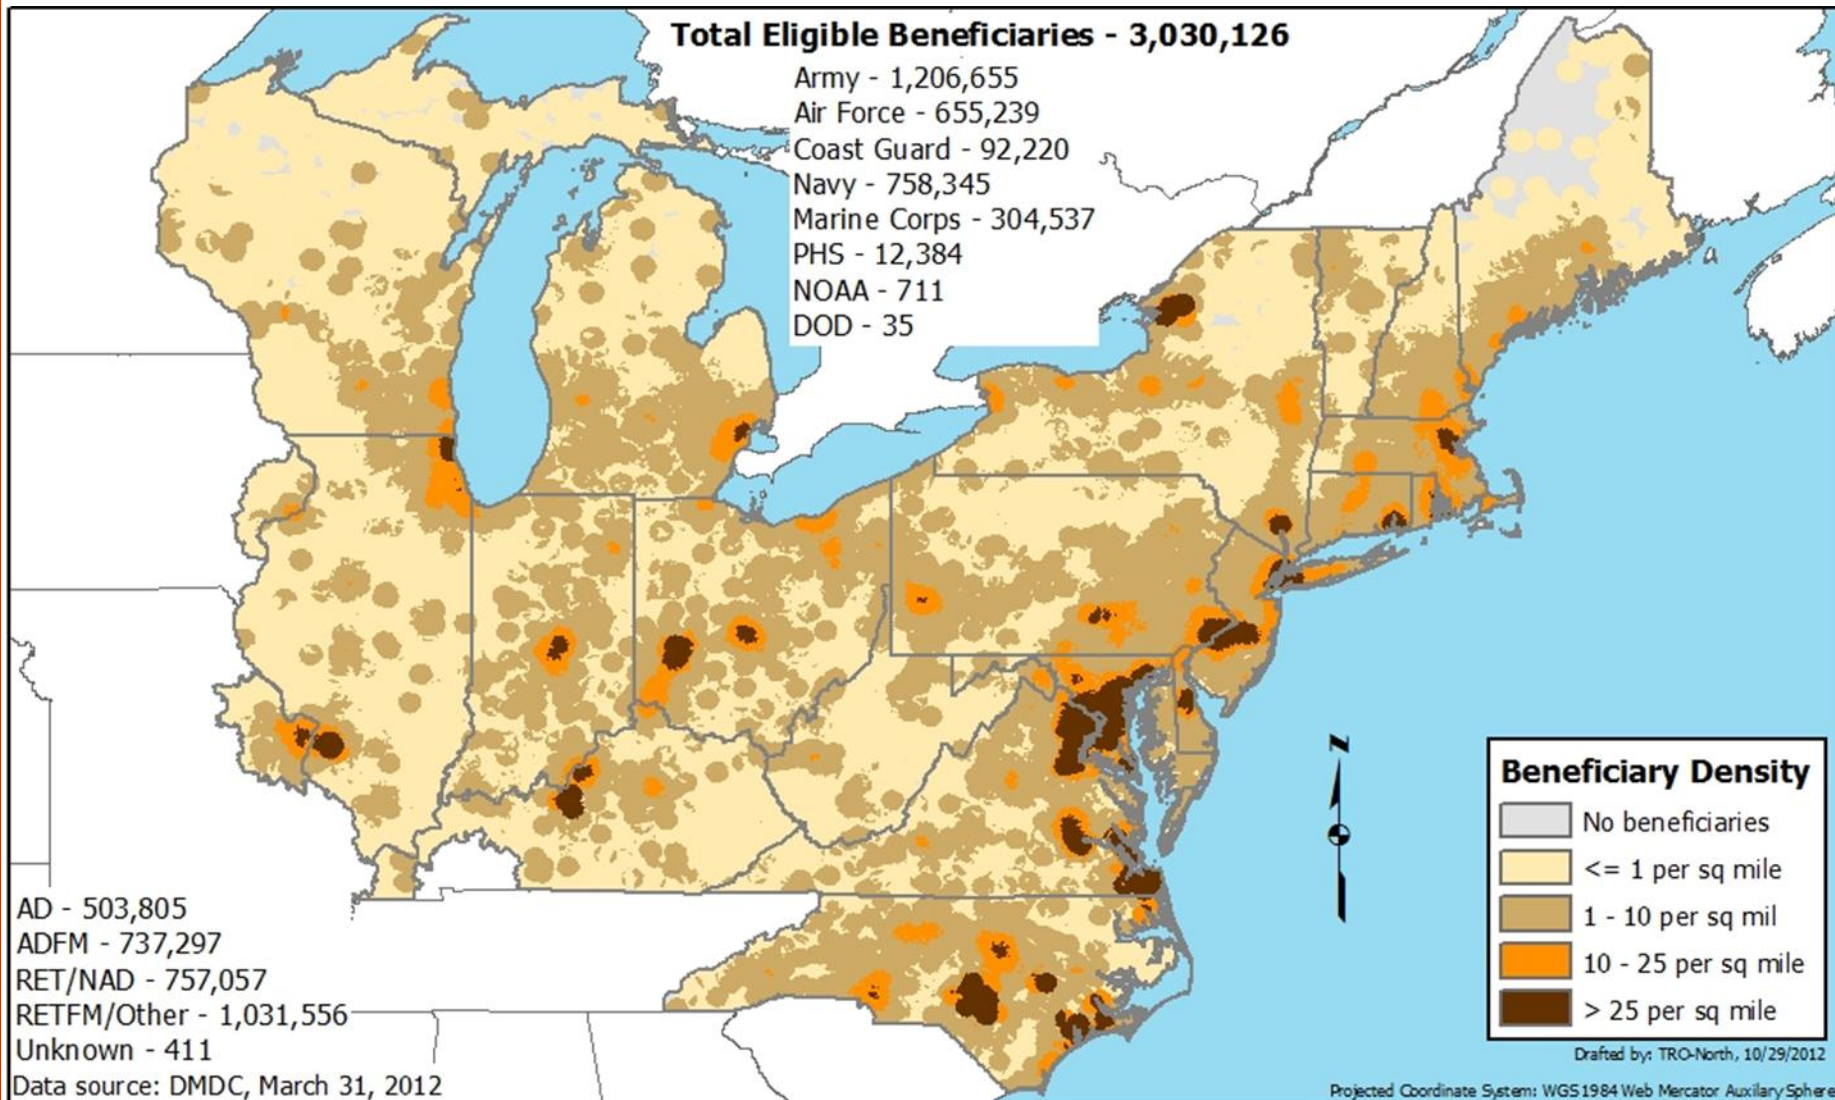 Total Eligible Beneficiaries - 3,030,126
Army - 1,206,655
Air Force - 655,239
Coast Guard - 92,220
Navy - 758,345
Marine Corps - 304,537
PHS - 12,384
NOAA - 711
DOD - 35
N
Beneficiary Density
No beneficiaries
<= 1 per sq mile
1 - 10 per sq mil
10 - 25 per sq mile
> 25 per sq mile
AD - 503,805
ADFM - 737,297
RET/NAD - 757,057
RETFM/Other - 1,031,556
Unknown - 411
Data source: DMDC, March 31, 2012
Drafted by: TRO-North, 10/29/2012
Projected Coordinate System: WGS1984 Web Mercator Auxilary Sphere